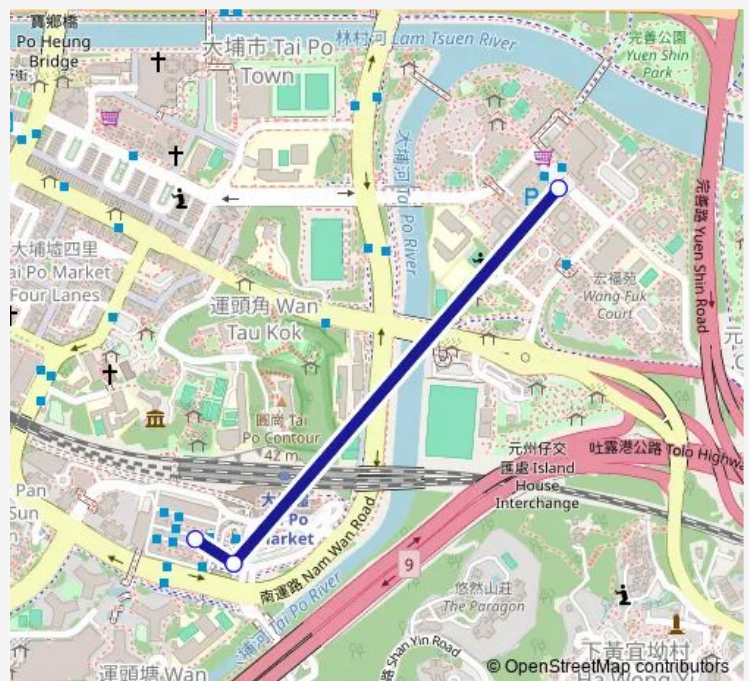 寶鄉橋
Po Heung
Bridge
大埔市 Tai Po
Town
林村河 Lam Tsuen River
完善公園
Yuen Shin
Park
大埔河 Tai Po River
完善路 Yuen Shin Road
P
大埔墟四里
ai Po Market
Four Lanes
運頭角 Wan
Tau Kok
宏福苑
Wang Fuk
Court
圓崗 Tai
Po Contour
42 m
元州仔交
匯處 Island
House
Interchange
吐露港公路 Tolo Highwa
Pan
Sun
Po
arket
南運路 Nam Wan Road
9
悠然山莊
The Paragon
埔河 Tai Po River
路 Shan Yin Road
下黃宜坳村
Ha Wong Yi
運頭塘 Wan
© OpenStreetMap contributors